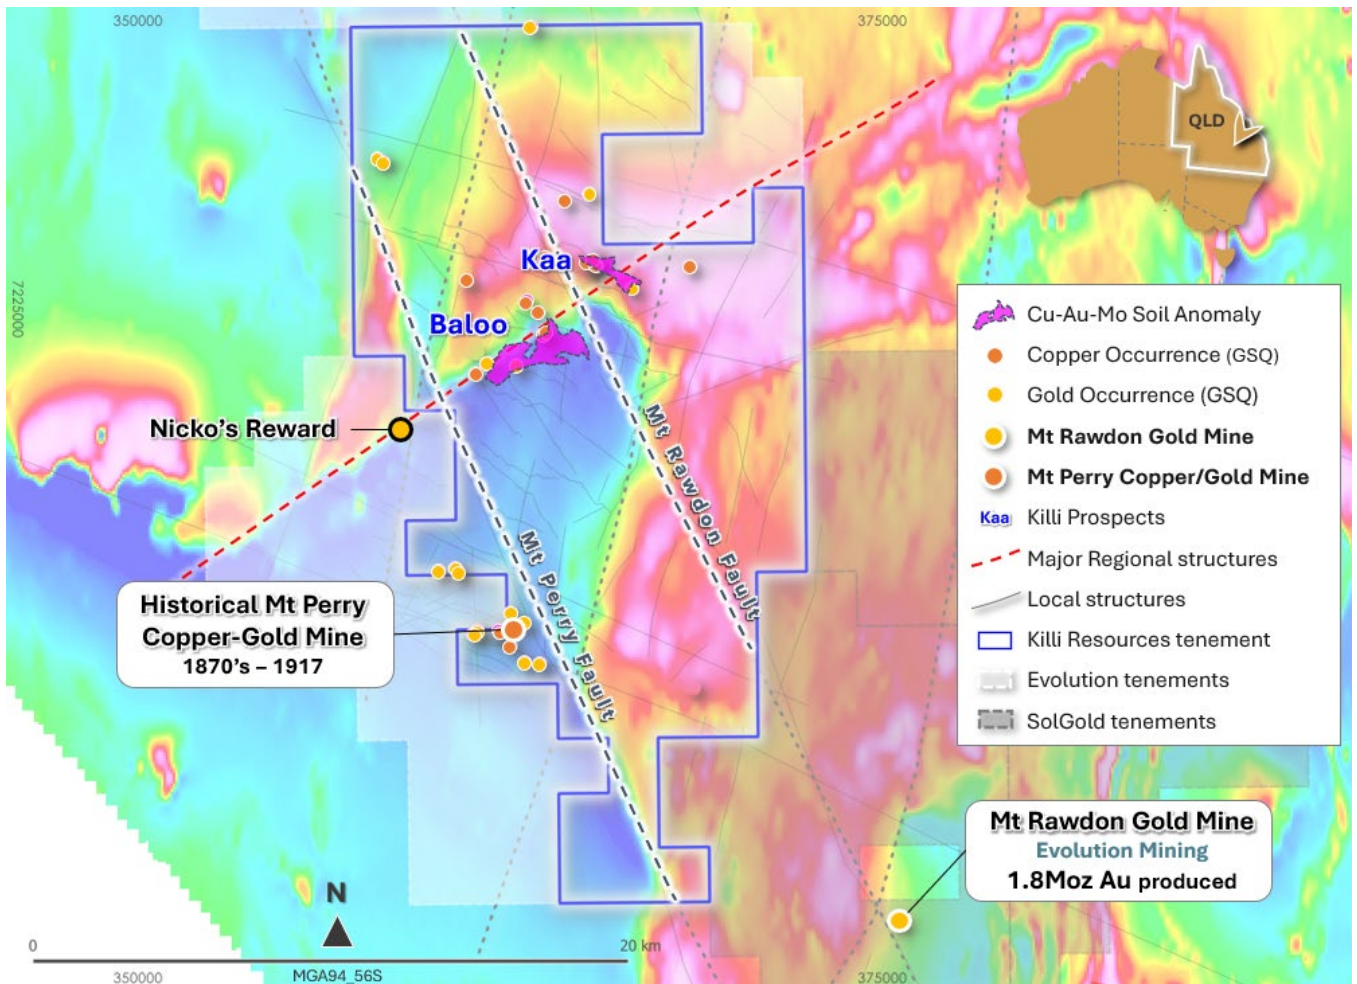 350000
375000
QLD
7225000
Kaa
Baloo
Nicko's Reward
Mt Rawdon Fault
Mt Perry Fault
Historical Mt Perry
Copper-Gold Mine
1870's – 1917
Cu-Au-Mo Soil Anomaly
Copper Occurrence (GSQ)
Gold Occurrence (GSQ)
Mt Rawdon Gold Mine
Mt Perry Copper/Gold Mine
Kaa Killi Prospects
Major Regional structures
Local structures
Killi Resources tenement
Evolution tenements
SolGold tenements
Mt Rawdon Gold Mine
Evolution Mining
1.8Moz Au produced
N
0
20 km
MGA94_56S
350000
375000